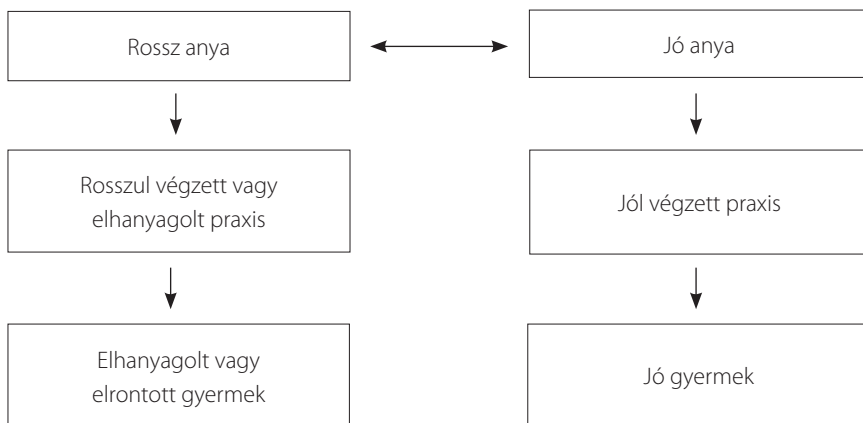 Rossz anya
Jó anya
Rosszul végzett vagy
elhanyagolt praxis
Jól végzett praxis
Elhanyagolt vagy
elrontott gyermek
Jó gyermek